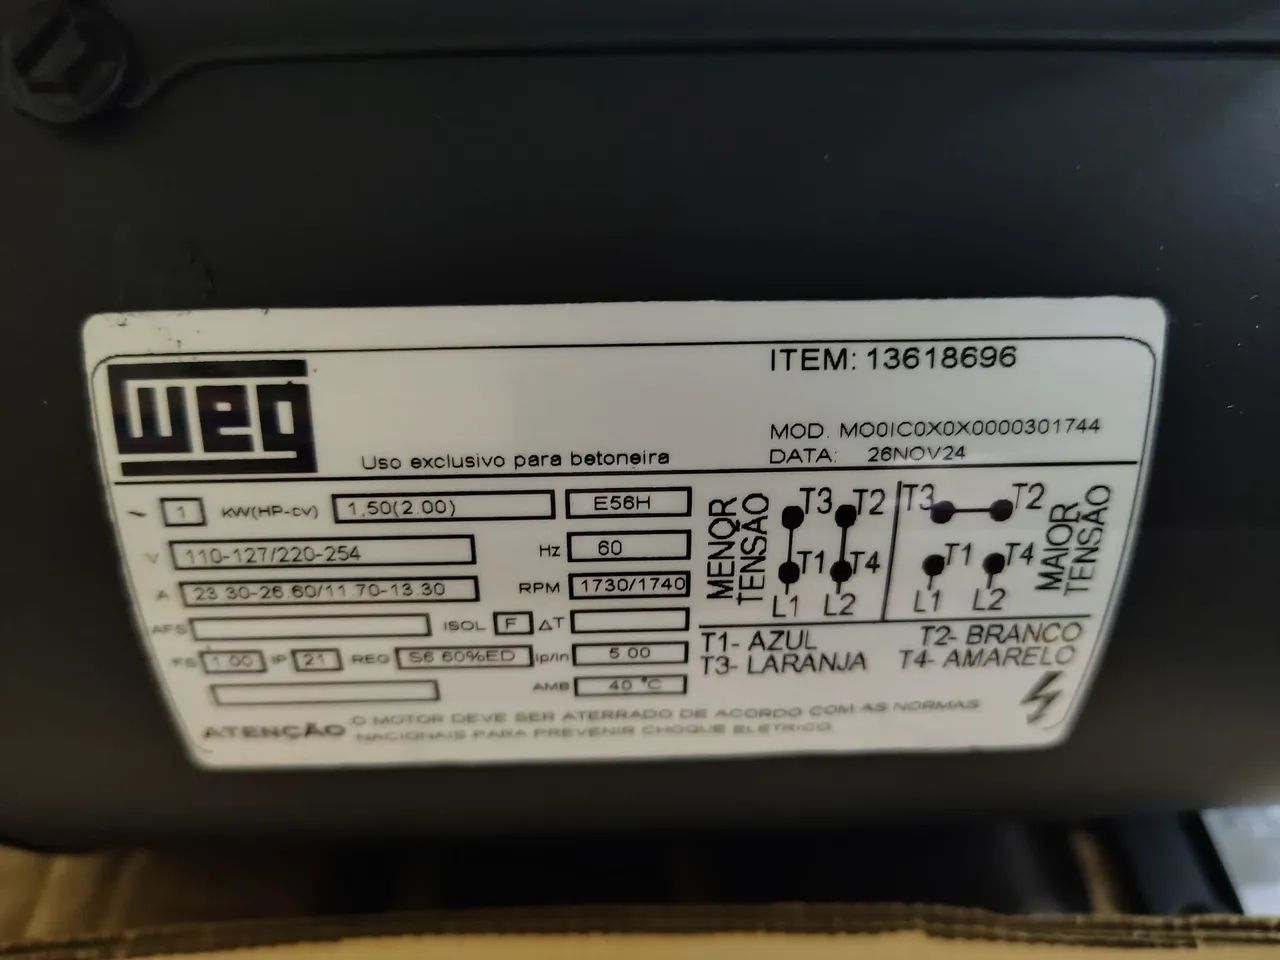 weg
ITEM: 13618696
MOD. MO0IC0X0X0000301744
Uso exclusivo para betoneira
DATA: 26NOV24
~ 1 KW(HP-cv) 1,50(2.00) E56H
V 110-127/220-254 Hz 60
A 23.30-26.60/11.70-13.30 RPM 1730/1740
AFS ISOL F ΔT
FS 1.00 IP 21 REG S6 60%ED Ip/In 5.00
AMB 40 °C
MENOR TENSÃO
T3 T2
T1 T4
L1 L2
T3 T2
T1 T4
L1 L2
MAIOR TENSÃO
T1- AZUL T2- BRANCO
T3- LARANJA T4- AMARELO
ATENÇÃO O MOTOR DEVE SER ATERRADO DE ACORDO COM AS NORMAS
NACIONAIS PARA PREVENIR CHOQUE ELETRICO